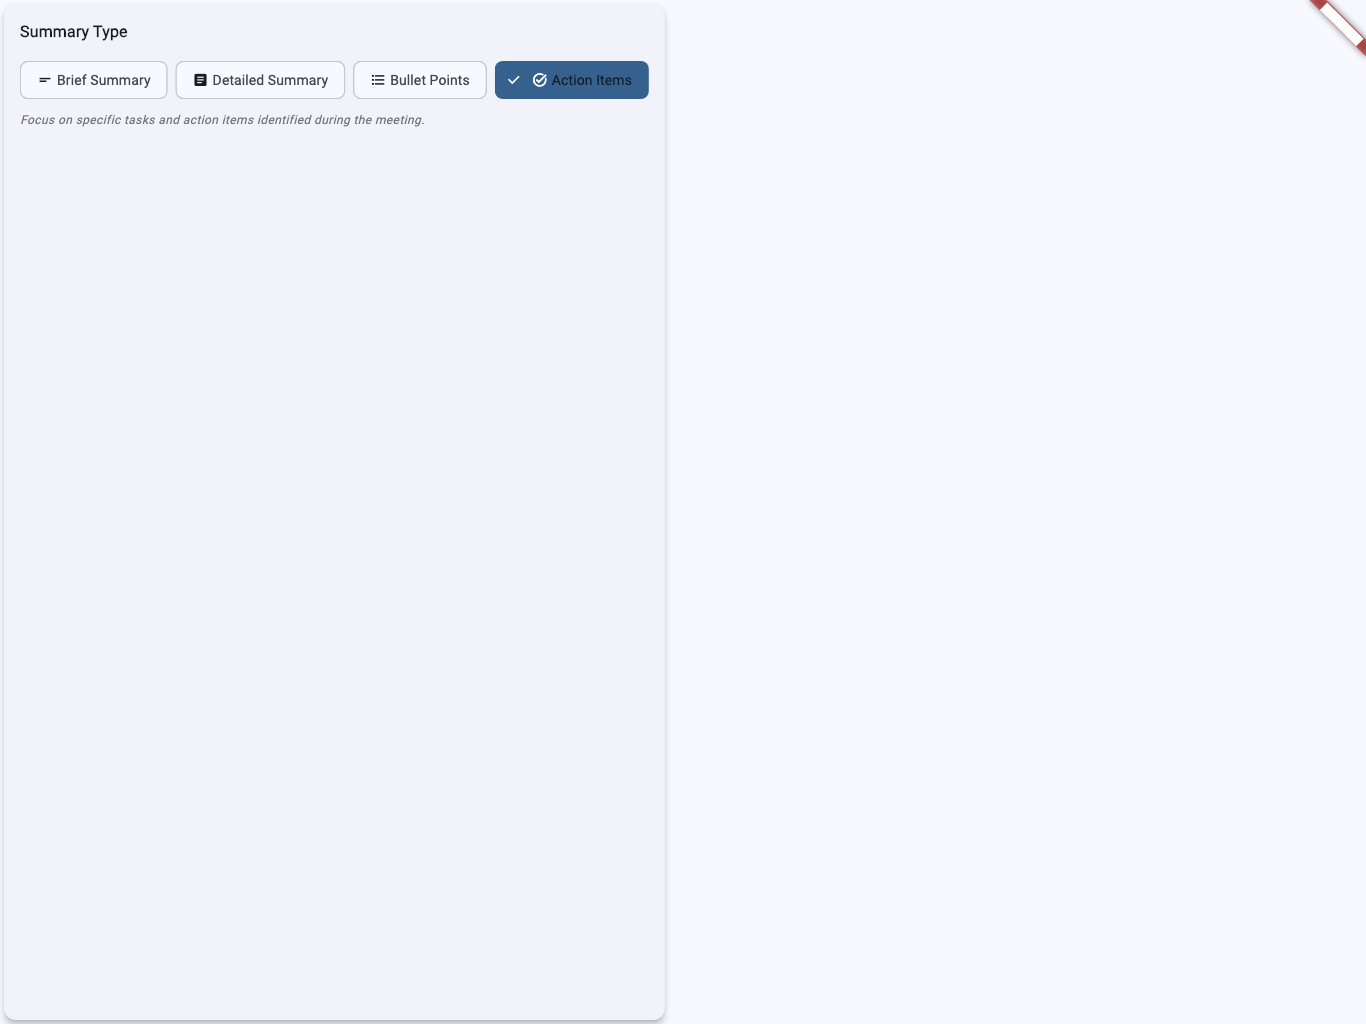 Summary Type
Brief Summary
Detailed Summary
Bullet Points
Action Items
Focus on specific tasks and action items identified during the meeting.